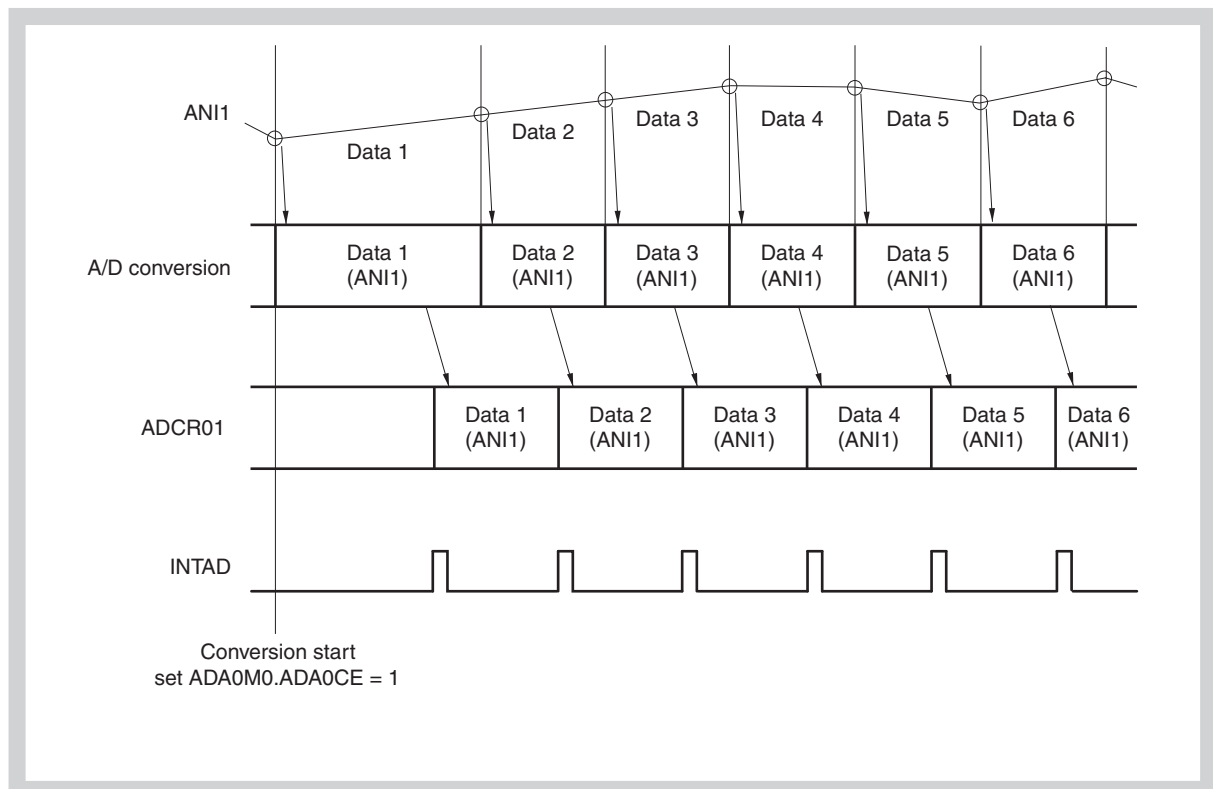 ANI1
Data 1
Data 2
Data 3
Data 4
Data 5
Data 6
A/D conversion
Data 1
(ANI1)
Data 2
(ANI1)
Data 3
(ANI1)
Data 4
(ANI1)
Data 5
(ANI1)
Data 6
(ANI1)
ADCR01
Data 1
(ANI1)
Data 2
(ANI1)
Data 3
(ANI1)
Data 4
(ANI1)
Data 5
(ANI1)
Data 6
(ANI1)
INTAD
Conversion start
set ADA0M0.ADA0CE = 1